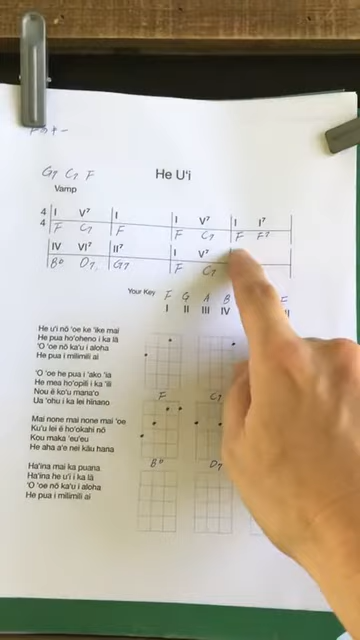 G7 C7 F
He U'i
Vamp
4 I V⁷ I I V⁷ I I⁷
4 F C7 F F C7 F F7
IV VI⁷ II⁷ I V⁷
Bb D7 G7 F C7
Your Key F G A B F
I II III IV
He u'i nō 'oe ke 'ike mai
He pua ho'oheno i ka lā
'O 'oe nō ka'u i aloha
He pua i milimili ai
'O 'oe he pua i 'ako 'ia
He mea ho'opili i ka 'ili
Nou ē ko'u mana'o
Ua 'ohu i ka lei hīnano
F C7
Mai none mai none mai 'oe
Ku'u lei ē ho'okahi nō
Kou maka 'eu'eu
He aha a'e nei kāu hana
Bb D7
Ha'ina mai ka puana
Ha'ina he u'i i ka lā
'O 'oe nō ka'u i aloha
He pua i milimili ai